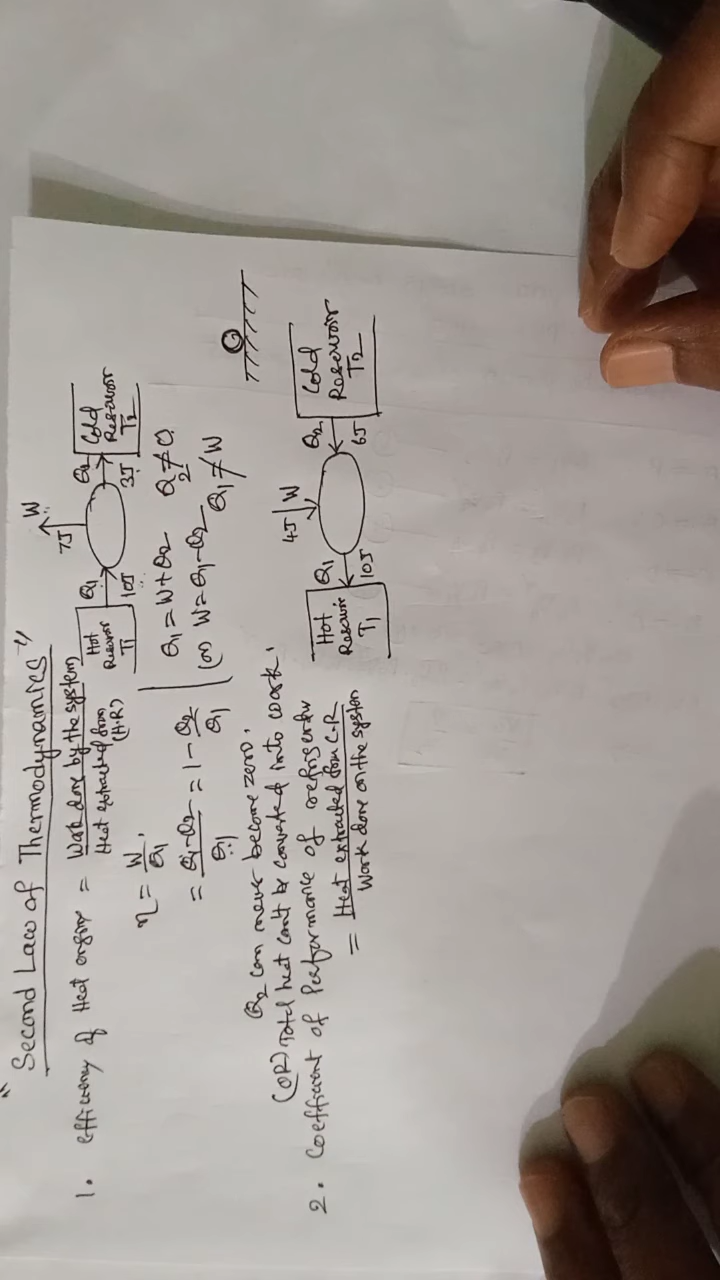 " Second Law of Thermodynamics "
1. efficiency of Heat engine = Work done by the system
Heat extracted from
(H.R)
η = W
Q1
= Q1-Q2 = 1 - Q2
Q1 Q1
Q1 = W+Q2 Q2 ≠ 0
(or W = Q1-Q2 Q1 ≠ W
Hot
Reservoir
T1
Q1
10J
7J W
Q2
3J
Cold
Reservoir
T2
Q2 can never become zero.
(OR) Total heat can't be converted into work.
2. Coefficient of Performance of refrigerator
= Heat extracted from C.R
Work done on the system
Hot
Reservoir
T1
Q1
10J
4J W
Q2
6J
Cold
Reservoir
T2